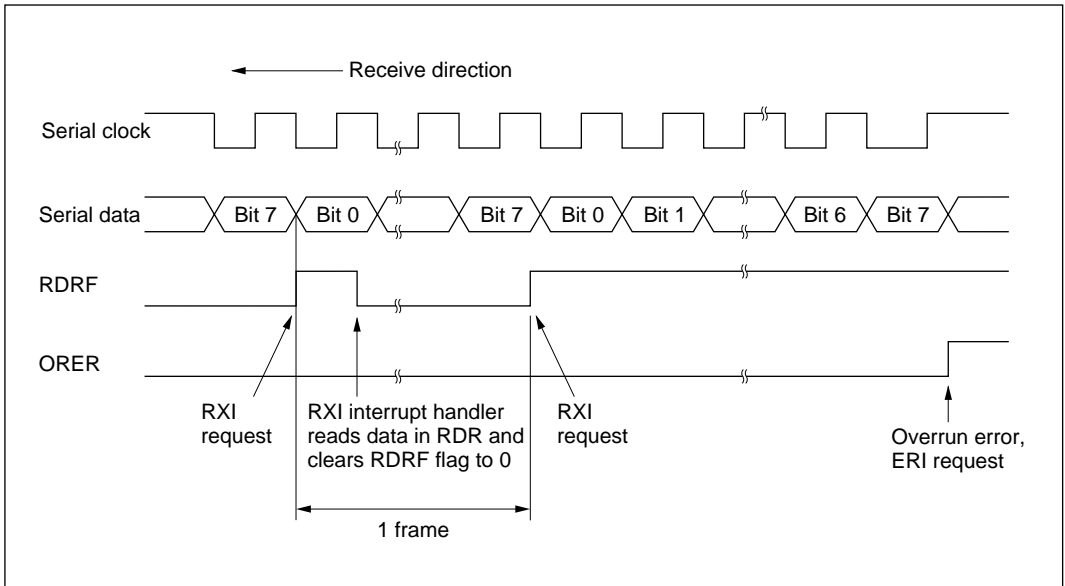 Receive direction
Serial clock
Serial data
Bit 7
Bit 0
Bit 7
Bit 0
Bit 1
Bit 6
Bit 7
RDRF
ORER
RXI
request
RXI interrupt handler
reads data in RDR and
clears RDRF flag to 0
RXI
request
Overrun error,
ERI request
1 frame